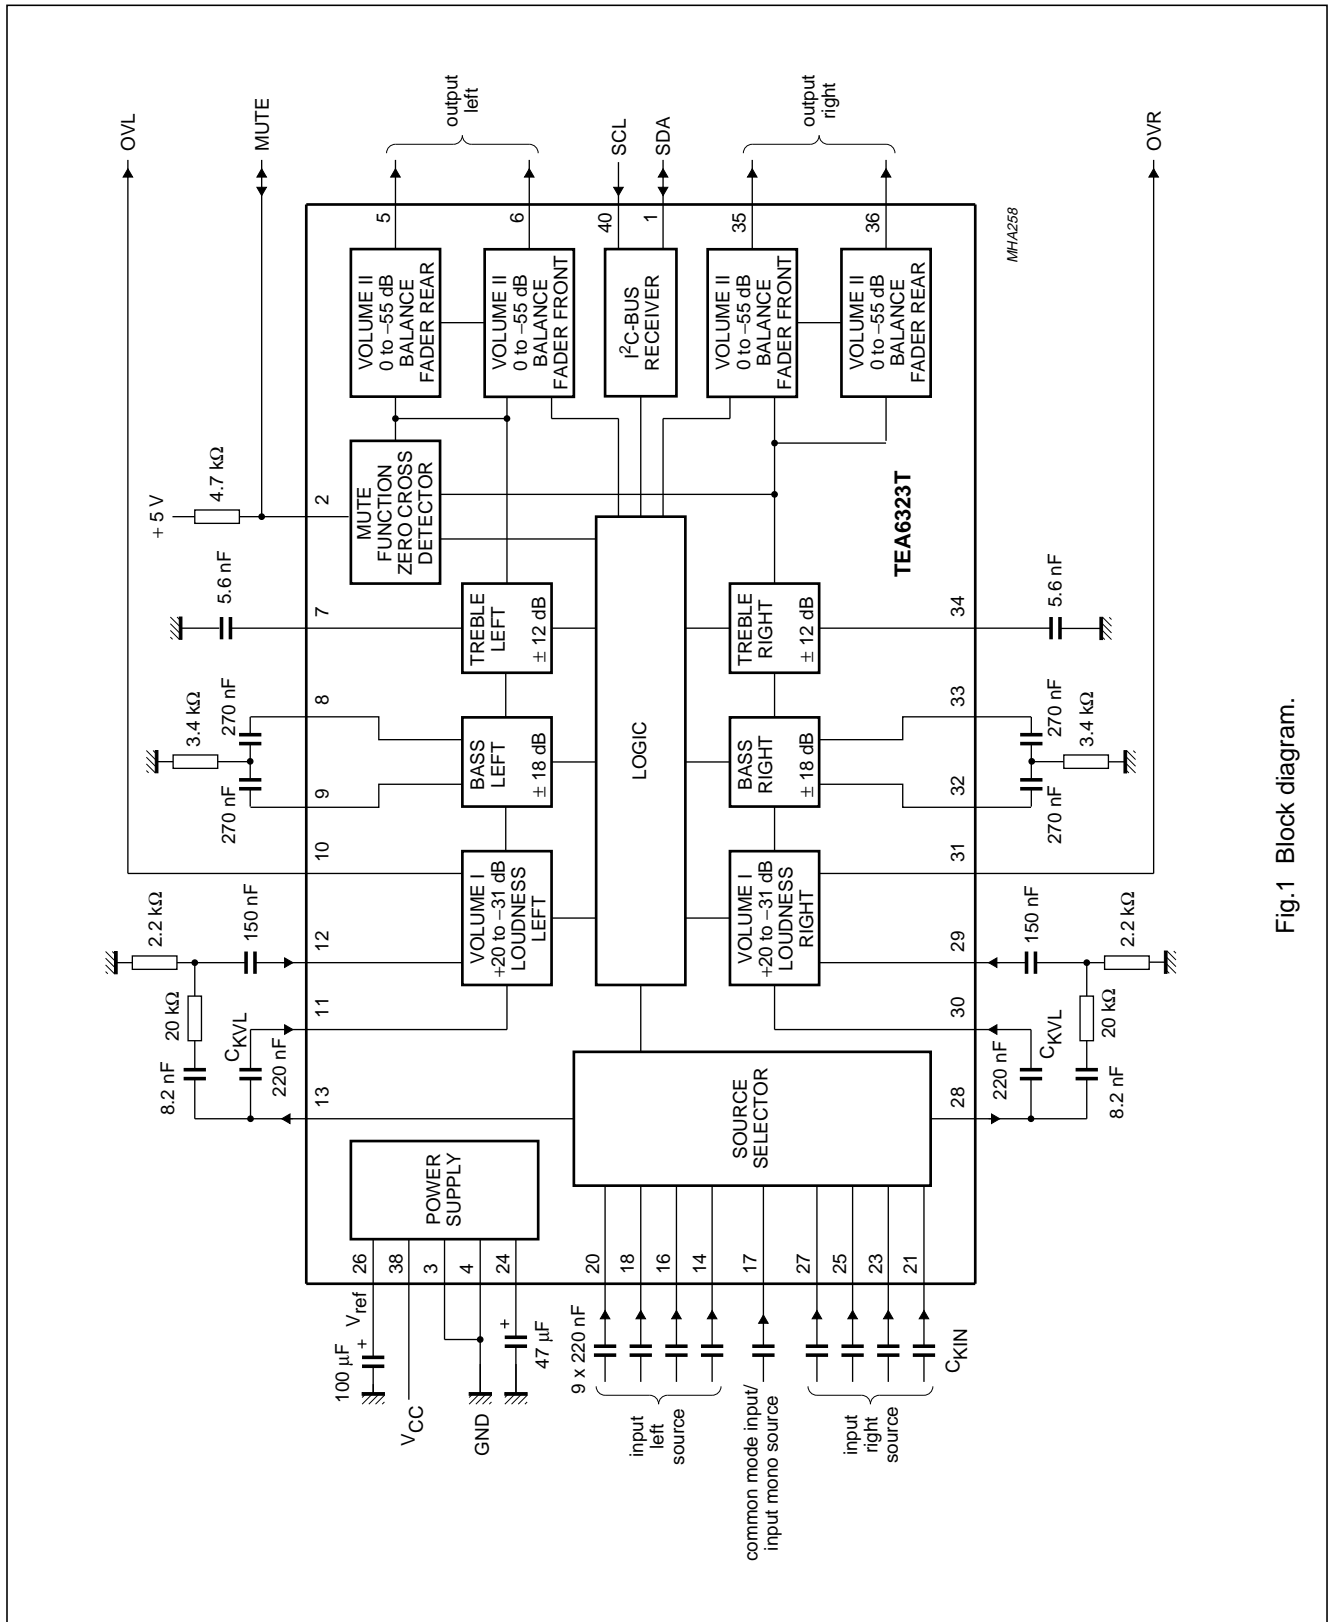 OVL
MUTE
output
left
SCL
SDA
output
right
OVR
5
6
40
1
35
36
MHA258
VOLUME II
0 to −55 dB
BALANCE
FADER REAR
VOLUME II
0 to −55 dB
BALANCE
FADER FRONT
I²C-BUS
RECEIVER
VOLUME II
0 to −55 dB
BALANCE
FADER FRONT
VOLUME II
0 to −55 dB
BALANCE
FADER REAR
+ 5 V
4.7 kΩ
2
MUTE
FUNCTION
ZERO CROSS
DETECTOR
TEA6323T
5.6 nF
7
TREBLE
LEFT
± 12 dB
TREBLE
RIGHT
± 12 dB
34
5.6 nF
3.4 kΩ
270 nF
270 nF
8
9
BASS
LEFT
± 18 dB
LOGIC
BASS
RIGHT
± 18 dB
33
32
270 nF
270 nF
3.4 kΩ
10
2.2 kΩ
150 nF
12
20 kΩ
11
VOLUME I
+20 to −31 dB
LOUDNESS
LEFT
VOLUME I
+20 to −31 dB
LOUDNESS
RIGHT
31
29
150 nF
2.2 kΩ
30
20 kΩ
8.2 nF
CKVL
220 nF
13
SOURCE
SELECTOR
28
220 nF
CKVL
8.2 nF
POWER
SUPPLY
26
38
3
4
24
20
18
16
14
17
27
25
23
21
100 µF
+
Vref
VCC
GND
+
47 µF
9 x 220 nF
CKIN
input
left
source
common mode input/
input mono source
input
right
source
Fig.1 Block diagram.